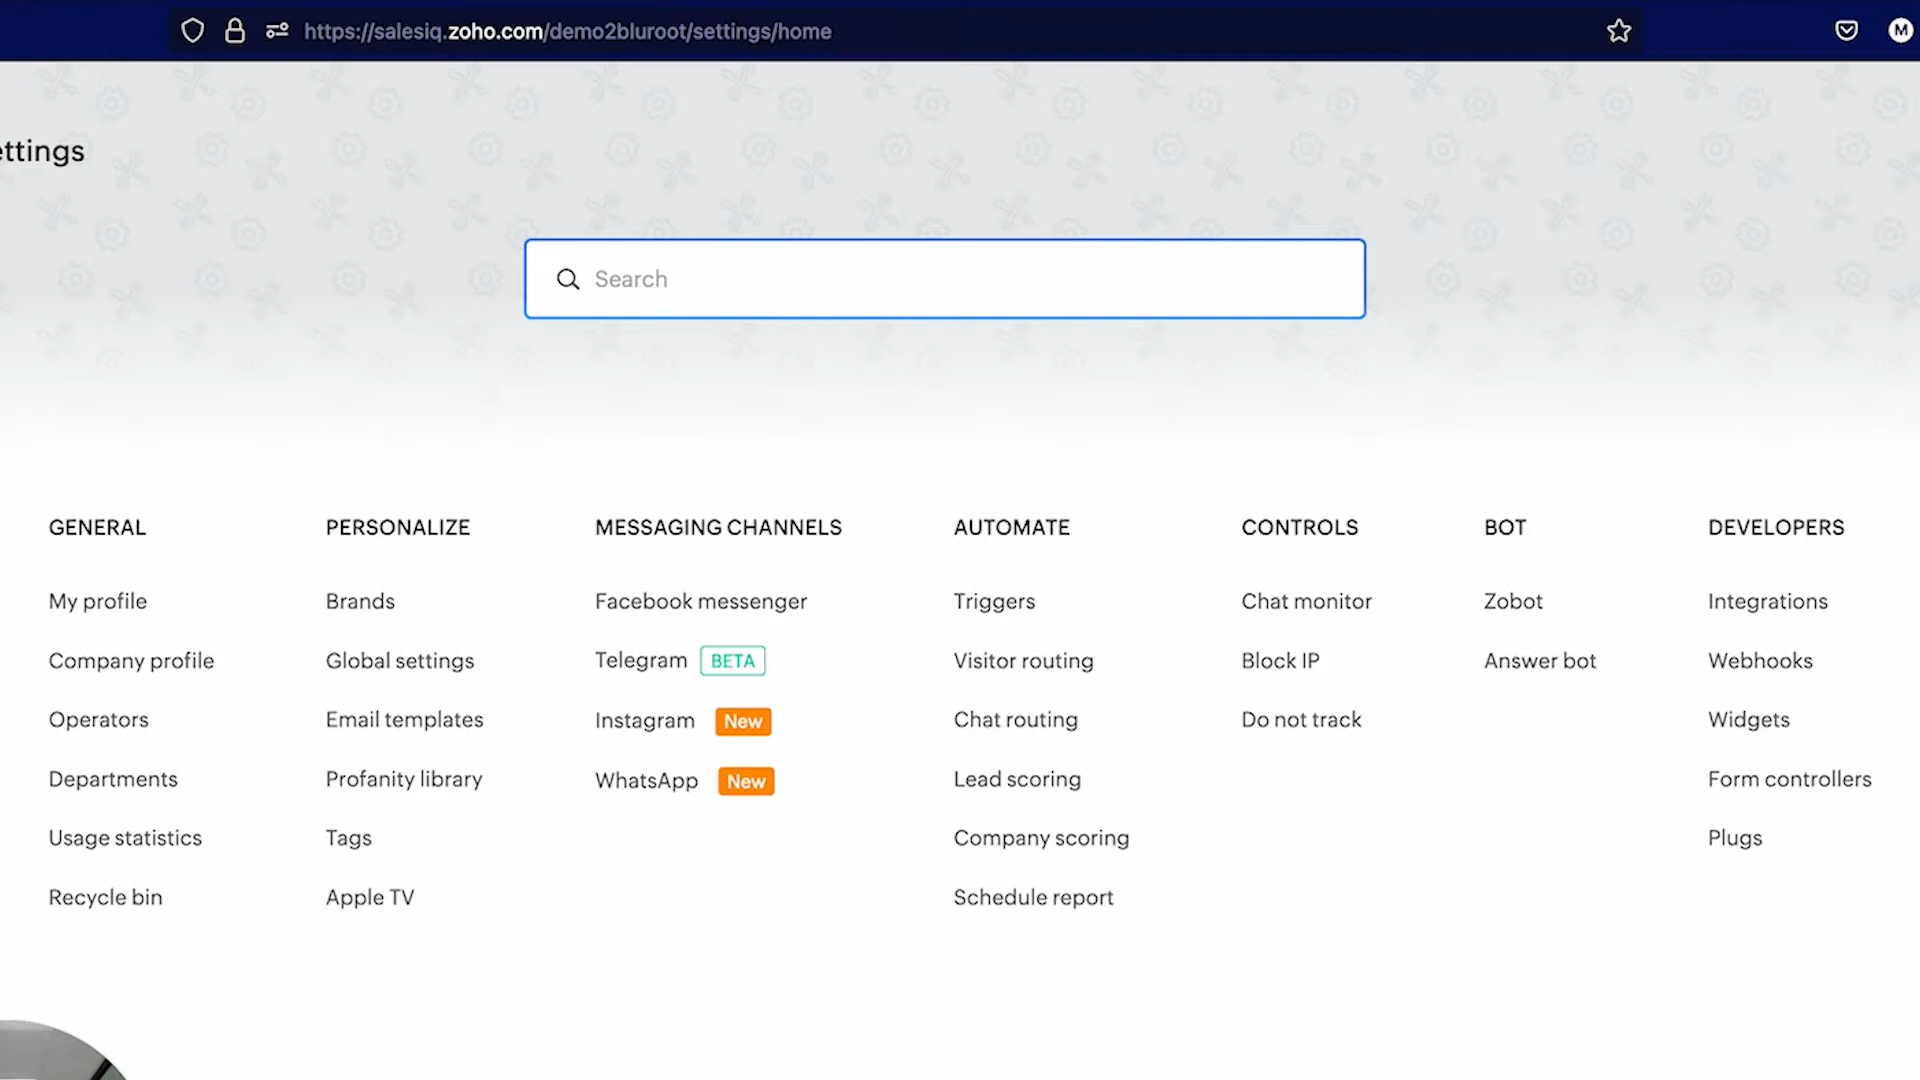 https://salesiq.zoho.com/demo2bluroot/settings/home
M
ettings
Search
GENERAL
My profile
Company profile
Operators
Departments
Usage statistics
Recycle bin
PERSONALIZE
Brands
Global settings
Email templates
Profanity library
Tags
Apple TV
MESSAGING CHANNELS
Facebook messenger
Telegram BETA
Instagram New
WhatsApp New
AUTOMATE
Triggers
Visitor routing
Chat routing
Lead scoring
Company scoring
Schedule report
CONTROLS
Chat monitor
Block IP
Do not track
BOT
Zobot
Answer bot
DEVELOPERS
Integrations
Webhooks
Widgets
Form controllers
Plugs